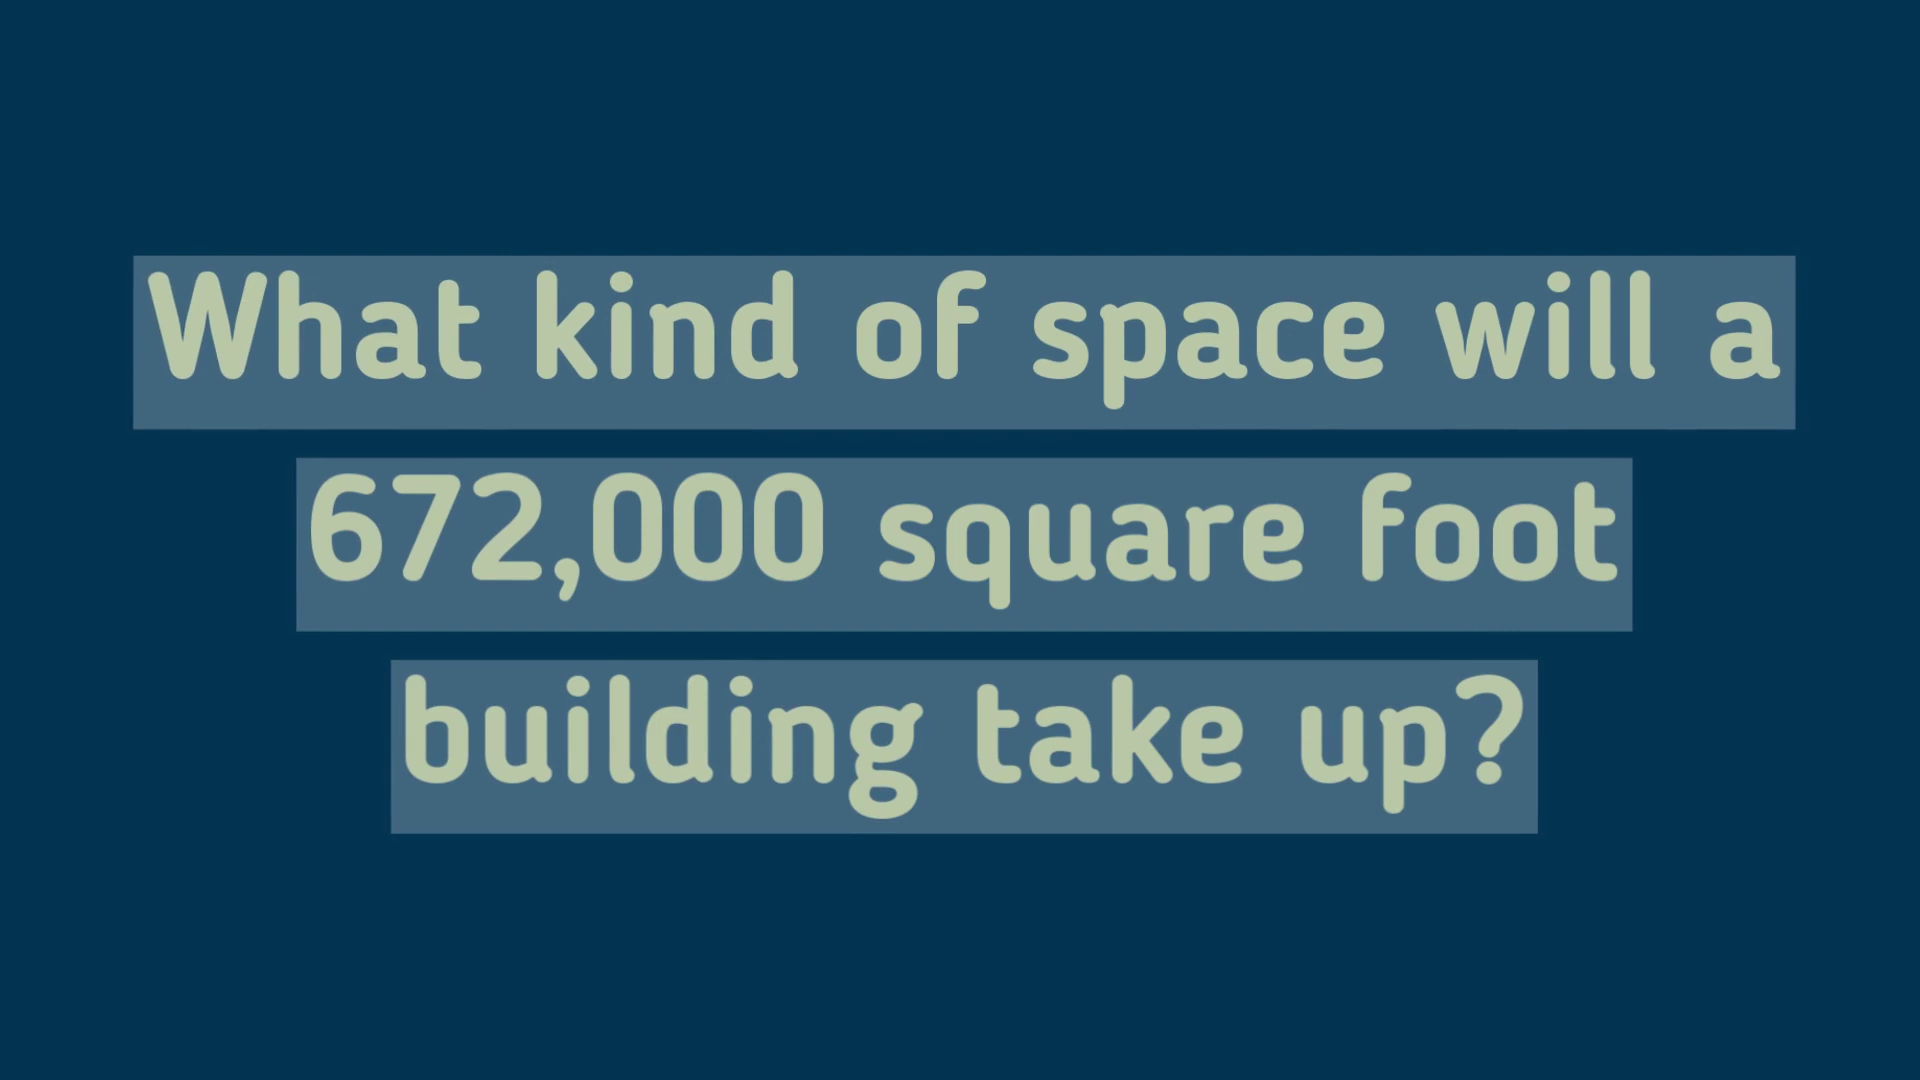 What kind of space will a
672,000 square foot
building take up?